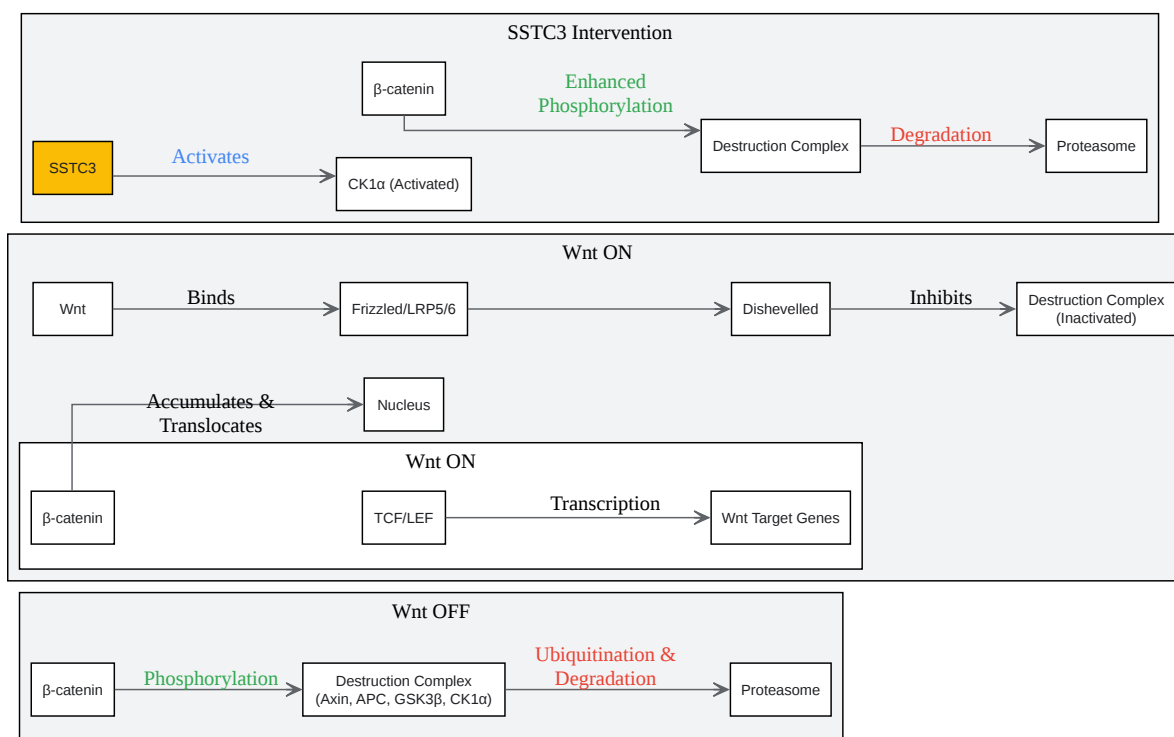 SSTC3 Intervention
β-catenin
Enhanced
Phosphorylation
Destruction Complex
Degradation
Proteasome
SSTC3
Activates
CK1α (Activated)
Wnt ON
Wnt
Binds
Frizzled/LRP5/6
Dishevelled
Inhibits
Destruction Complex
(Inactivated)
Accumulates &
Translocates
Nucleus
Wnt ON
β-catenin
TCF/LEF
Transcription
Wnt Target Genes
Wnt OFF
β-catenin
Phosphorylation
Destruction Complex
(Axin, APC, GSK3β, CK1α)
Ubiquitination &
Degradation
Proteasome